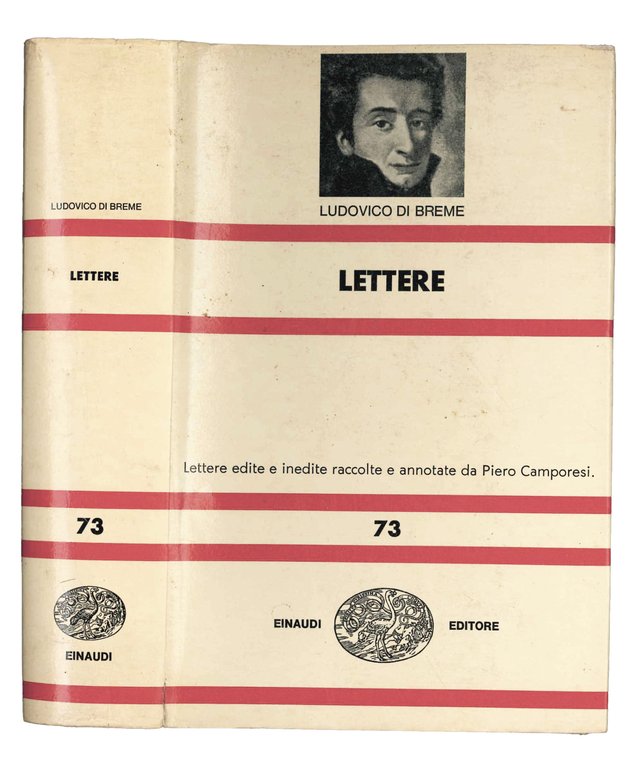 LUDOVICO DI BREME
LETTERE
73
EINAUDI
LUDOVICO DI BREME
LETTERE
Lettere edite e inedite raccolte e annotate da Piero Camporesi.
73
EINAUDI EDITORE